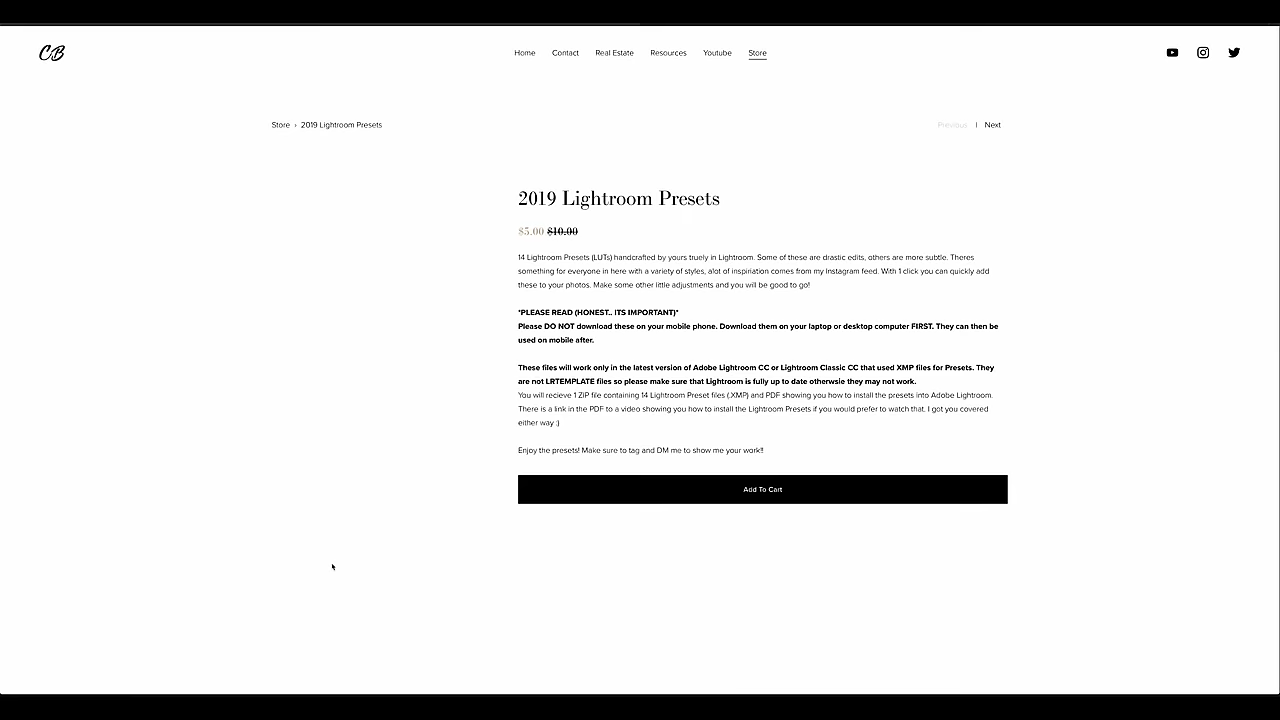 CB
Home Contact Real Estate Resources Youtube Store
Store › 2019 Lightroom Presets
Previous | Next
2019 Lightroom Presets
$5.00 $10.00
14 Lightroom Presets (LUTs) handcrafted by yours truely in Lightroom. Some of these are drastic edits, others are more subtle. Theres
something for everyone in here with a variety of styles, alot of inspiriation comes from my Instagram feed. With 1 click you can quickly add
these to your photos. Make some other little adjustments and you will be good to go!
*PLEASE READ (HONEST.. ITS IMPORTANT)*
Please DO NOT download these on your mobile phone. Download them on your laptop or desktop computer FIRST. They can then be
used on mobile after.
These files will work only in the latest version of Adobe Lightroom CC or Lightroom Classic CC that used XMP files for Presets. They
are not LRTEMPLATE files so please make sure that Lightroom is fully up to date otherwsie they may not work.
You will recieve 1 ZIP file containing 14 Lightroom Preset files (.XMP) and PDF showing you how to install the presets into Adobe Lightroom.
There is a link in the PDF to a video showing you how to install the Lightroom Presets if you would prefer to watch that. I got you covered
either way :)
Enjoy the presets! Make sure to tag and DM me to show me your work!!
Add To Cart